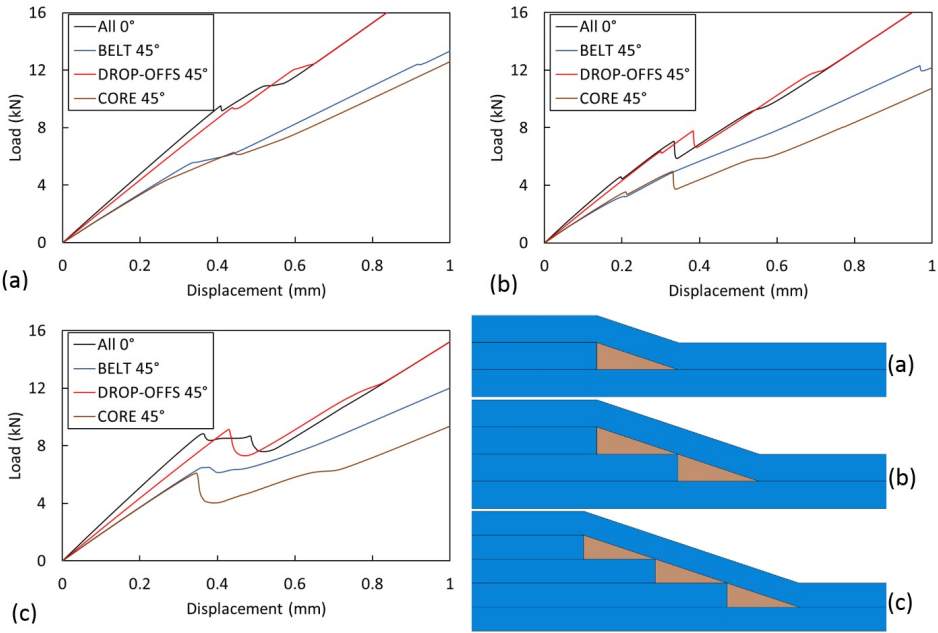 16
12
8
4
0
Load (kN)
All 0°
BELT 45°
DROP-OFFS 45°
CORE 45°
0 0.2 0.4 0.6 0.8 1
Displacement (mm)
(a)
16
12
8
4
0
Load (kN)
All 0°
BELT 45°
DROP-OFFS 45°
CORE 45°
0 0.2 0.4 0.6 0.8 1
Displacement (mm)
(b)
16
12
8
4
0
Load (kN)
All 0°
BELT 45°
DROP-OFFS 45°
CORE 45°
0 0.2 0.4 0.6 0.8 1
Displacement (mm)
(c)
(a)
(b)
(c)